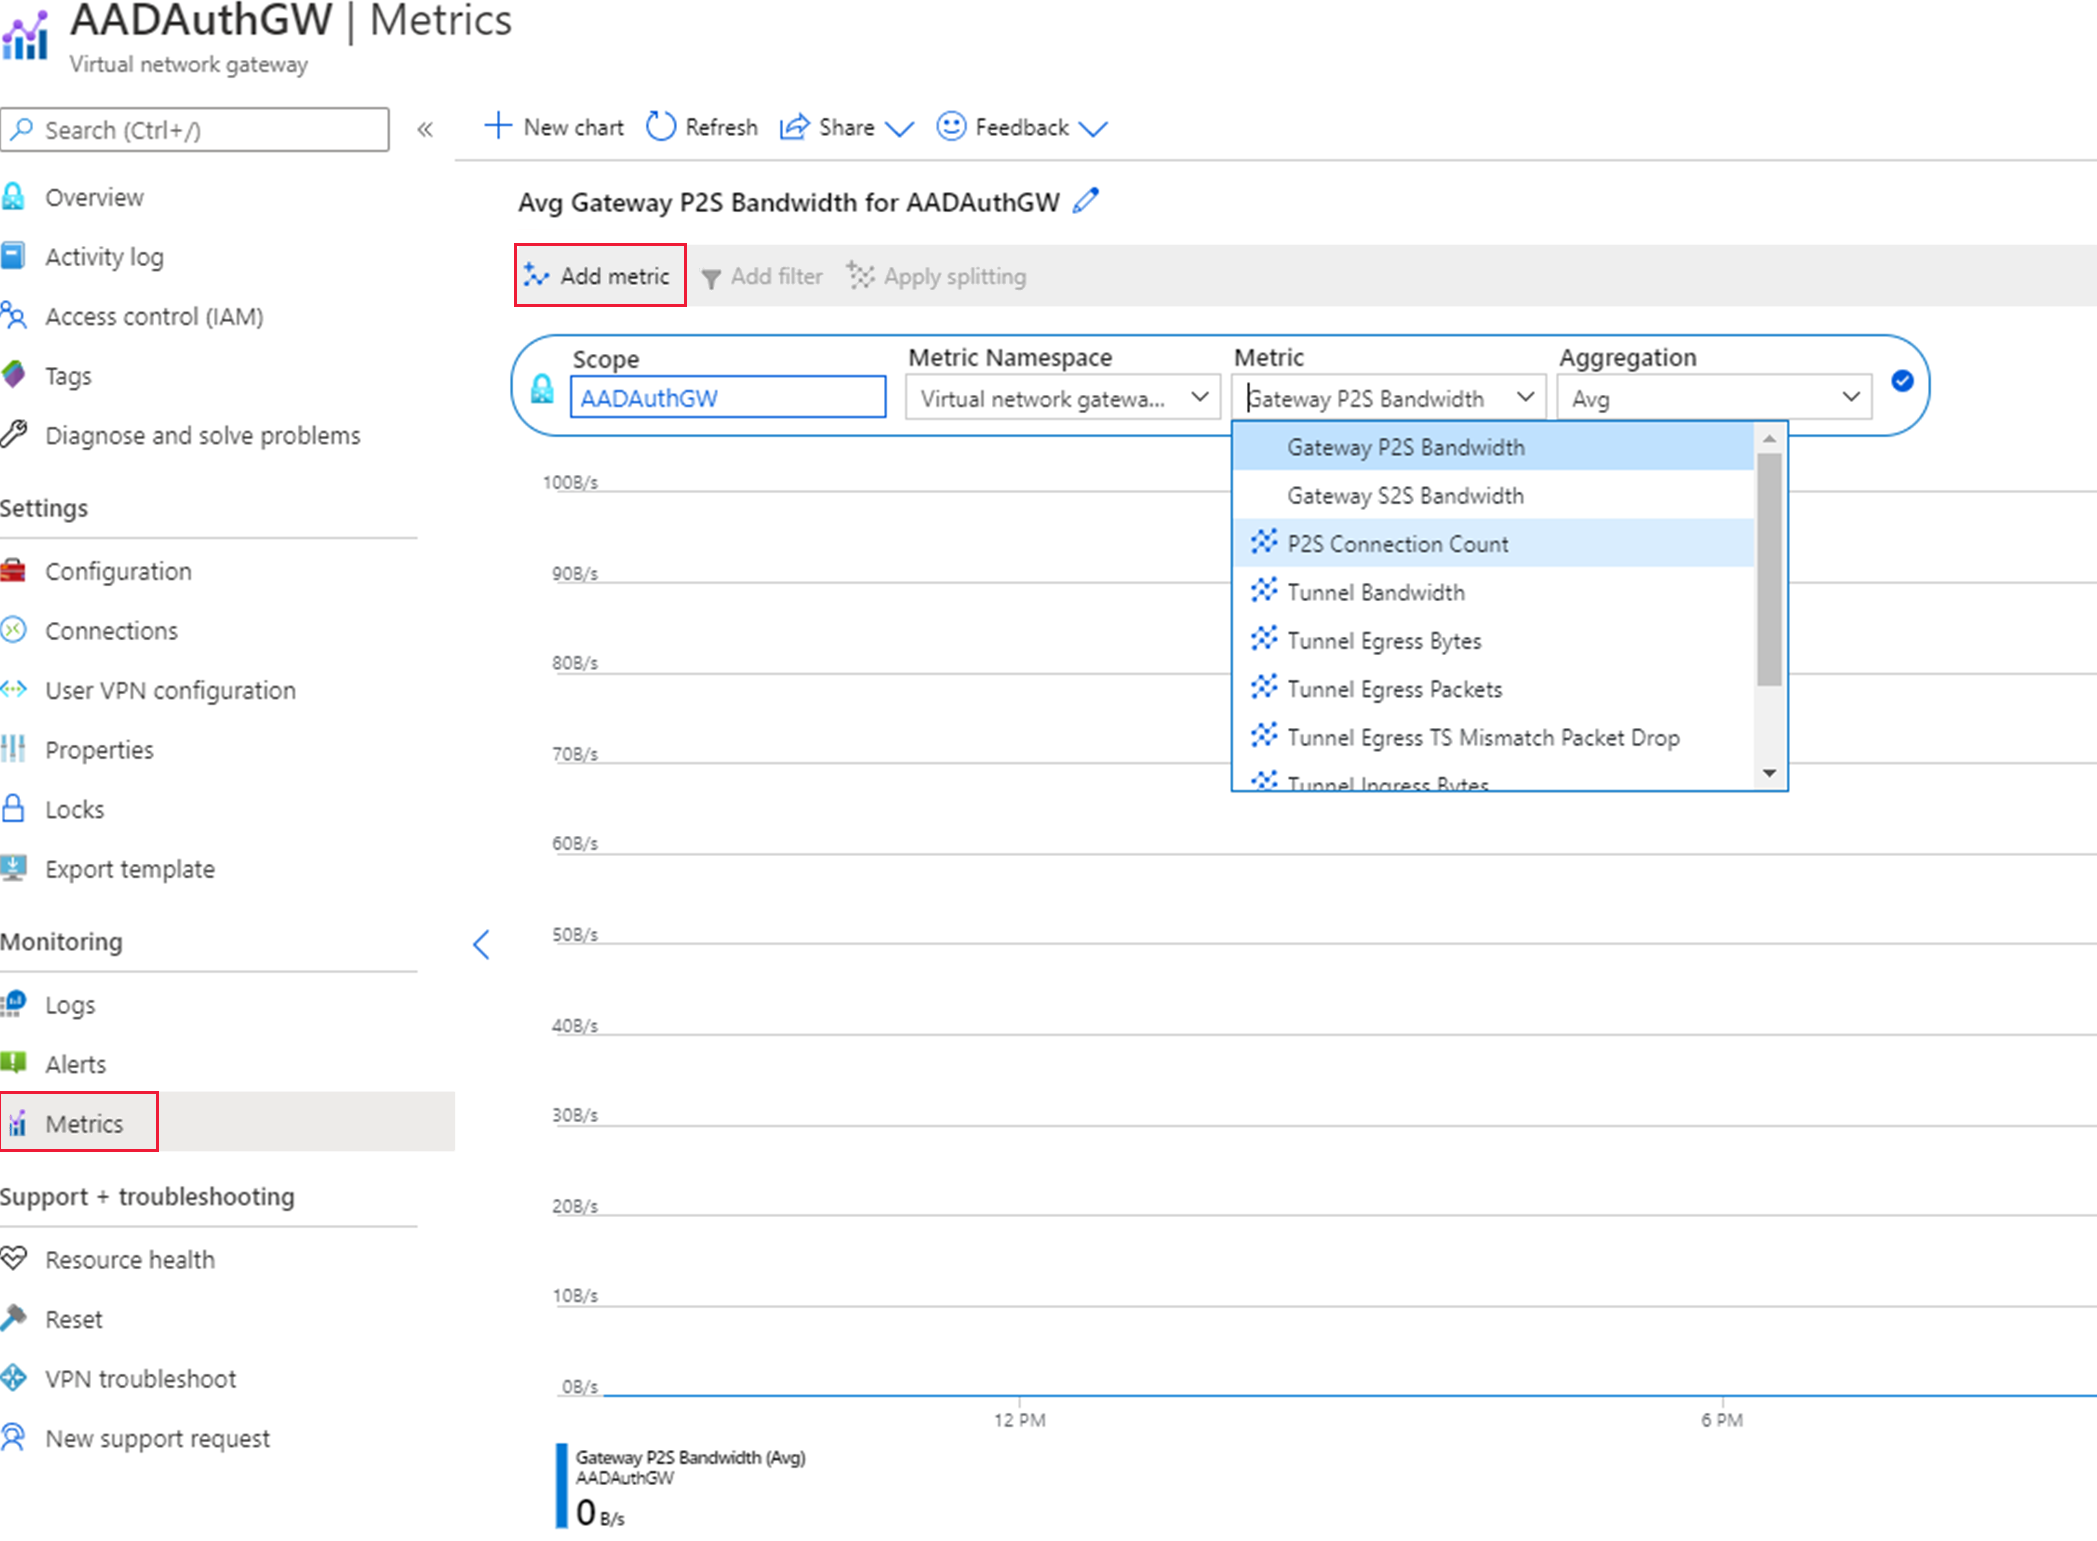 AADAuthGW | Metrics
Virtual network gateway
Search (Ctrl+/)
«
Overview
Activity log
Access control (IAM)
Tags
Diagnose and solve problems
Settings
Configuration
Connections
User VPN configuration
Properties
Locks
Export template
Monitoring
Logs
Alerts
Metrics
Support + troubleshooting
Resource health
Reset
VPN troubleshoot
New support request
New chart Refresh Share Feedback
Avg Gateway P2S Bandwidth for AADAuthGW
Add metric Add filter Apply splitting
Scope Metric Namespace Metric Aggregation
AADAuthGW Virtual network gatewa... Gateway P2S Bandwidth Avg
Gateway P2S Bandwidth
Gateway S2S Bandwidth
P2S Connection Count
Tunnel Bandwidth
Tunnel Egress Bytes
Tunnel Egress Packets
Tunnel Egress TS Mismatch Packet Drop
Tunnel Ingress Bytes
100B/s
90B/s
80B/s
70B/s
60B/s
50B/s
40B/s
30B/s
20B/s
10B/s
0B/s
12 PM 6 PM
Gateway P2S Bandwidth (Avg)
AADAuthGW
0 B/s